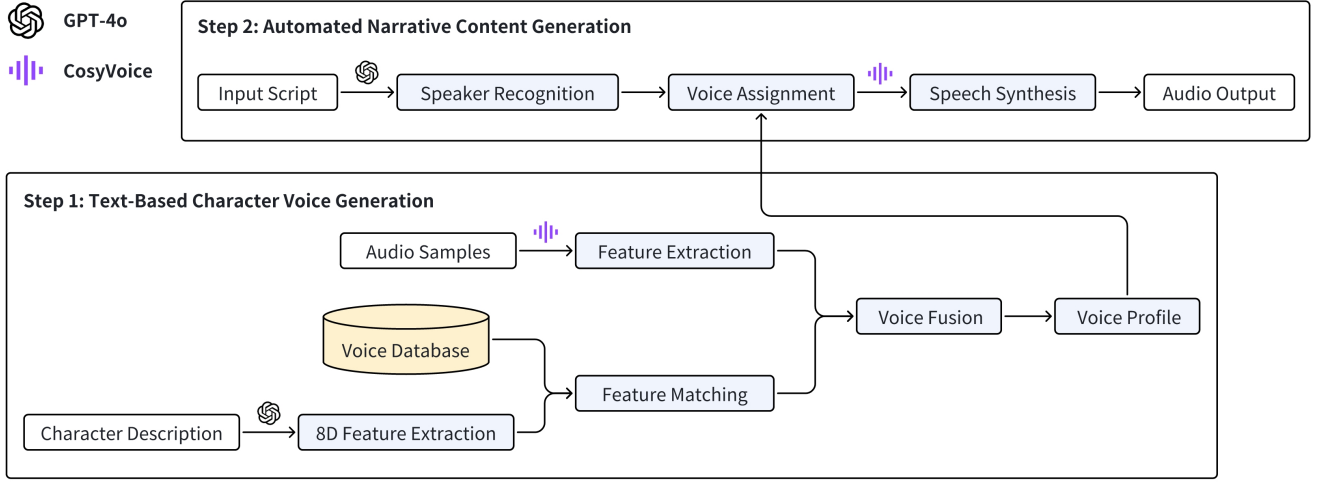 GPT-4o
CosyVoice
Step 2: Automated Narrative Content Generation
Input Script
Speaker Recognition
Voice Assignment
Speech Synthesis
Audio Output
Step 1: Text-Based Character Voice Generation
Audio Samples
Feature Extraction
Voice Database
Voice Fusion
Voice Profile
Feature Matching
Character Description
8D Feature Extraction